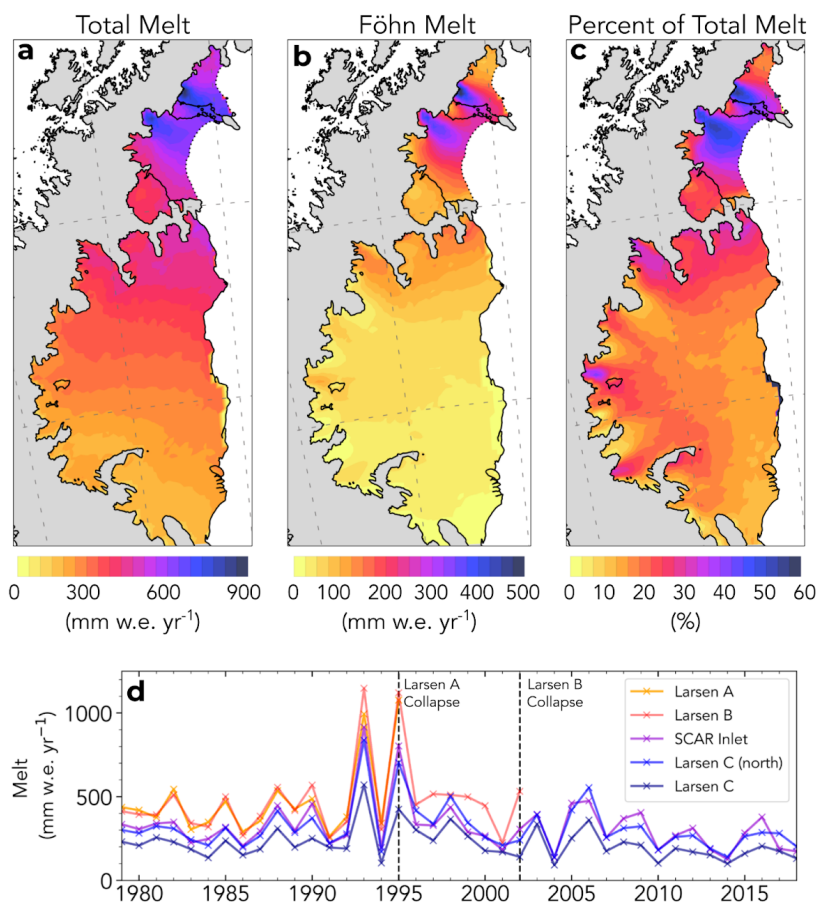 Total Melt
Föhn Melt
Percent of Total Melt
a
b
c
0 300 600 900
(mm w.e. yr⁻¹)
0 100 200 300 400 500
(mm w.e. yr⁻¹)
0 10 20 30 40 50 60
(%)
d
Larsen A
Collapse
Larsen B
Collapse
Larsen A
Larsen B
SCAR Inlet
Larsen C (north)
Larsen C
Melt
(mm w.e. yr⁻¹)
1000
500
0
1980 1985 1990 1995 2000 2005 2010 2015